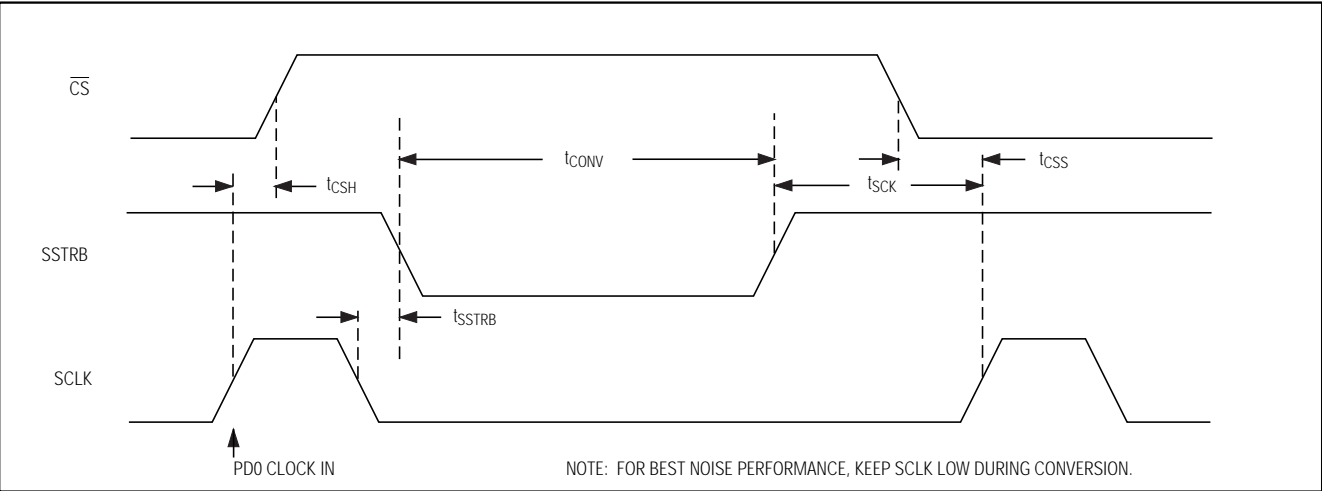 CS
tCONV
tCSS
tCSH
tSCK
SSTRB
tSSTRB
SCLK
PD0 CLOCK IN
NOTE: FOR BEST NOISE PERFORMANCE, KEEP SCLK LOW DURING CONVERSION.